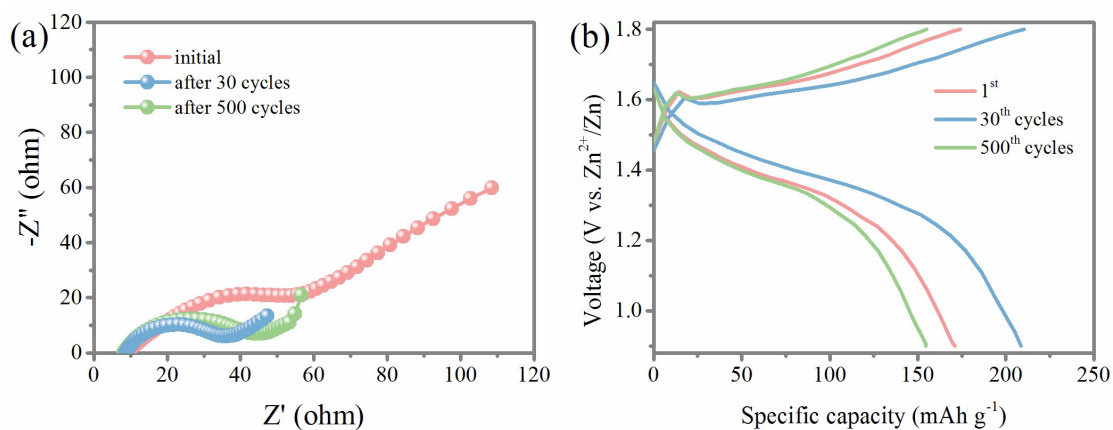 (a)
-Z" (ohm)
120
100
80
60
40
20
0
initial
after 30 cycles
after 500 cycles
0 20 40 60 80 100 120
Z' (ohm)
(b)
Voltage (V vs. Zn²⁺/Zn)
1.8
1.6
1.4
1.2
1.0
1ˢᵗ
30ᵗʰ cycles
500ᵗʰ cycles
0 50 100 150 200 250
Specific capacity (mAh g⁻¹)